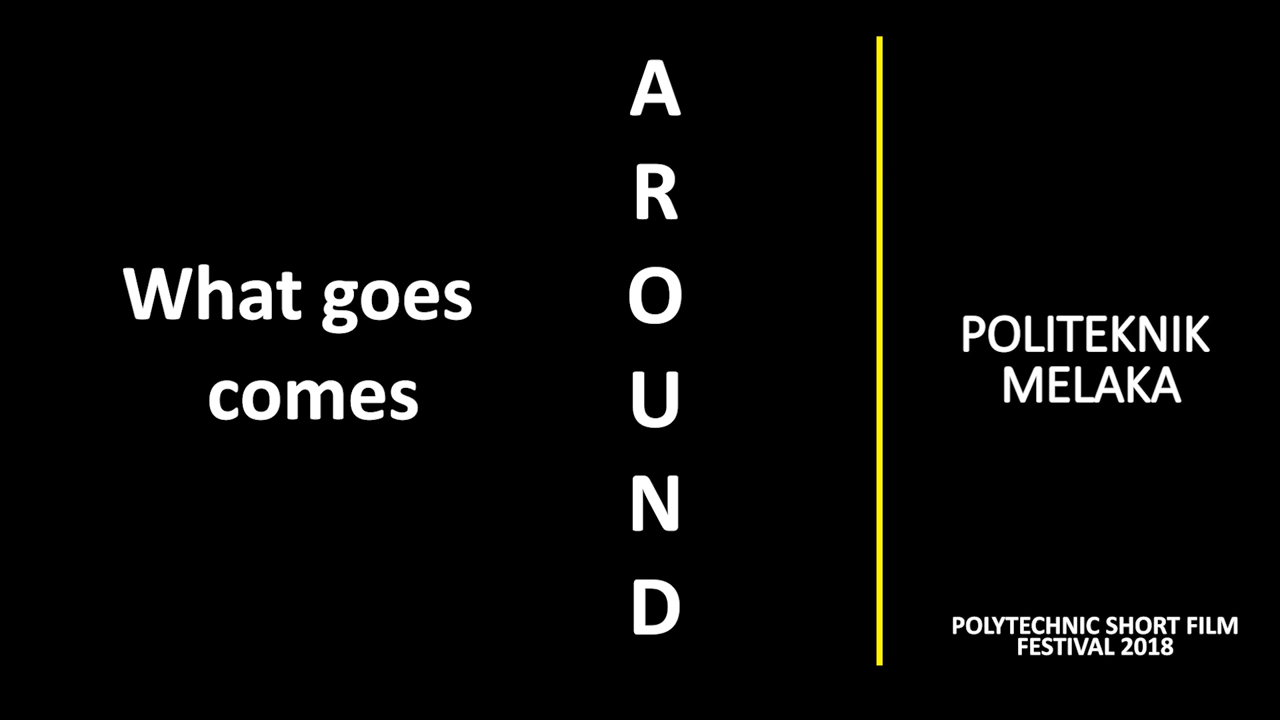 What goes
comes
A
R
O
U
N
D
POLITEKNIK
MELAKA
POLYTECHNIC SHORT FILM
FESTIVAL 2018